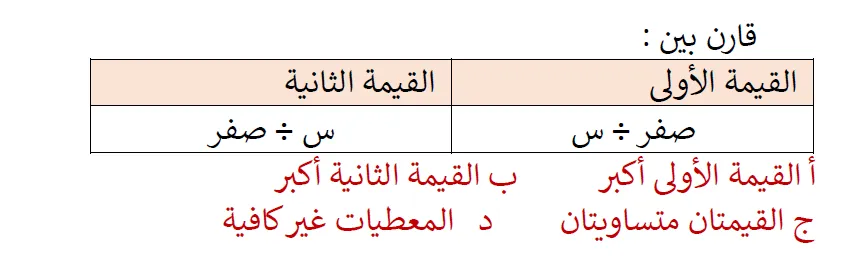 قارن بين :
القيمة الأولى القيمة الثانية
صفر ÷ س س ÷ صفر
أ القيمة الأولى أكبر ب القيمة الثانية أكبر
ج القيمتان متساويتان د المعطيات غير كافية